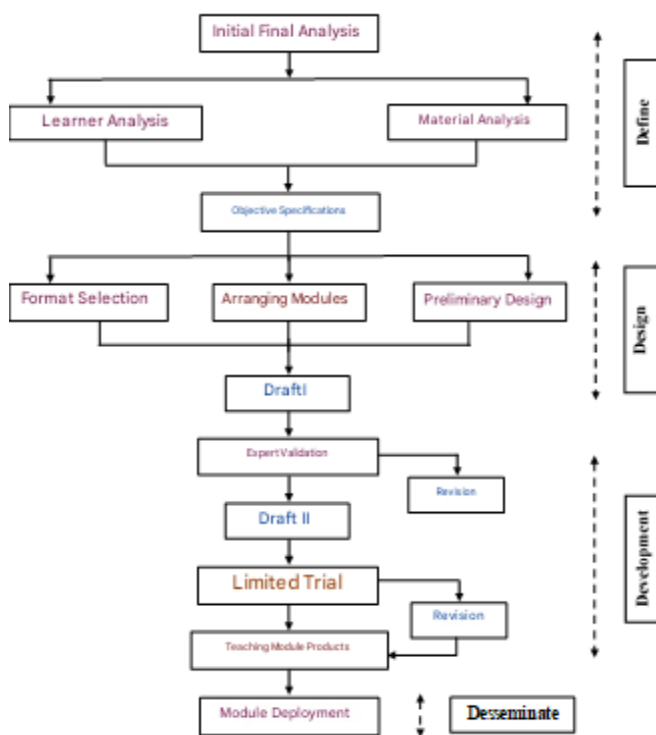 Initial Final Analysis
Learner Analysis
Material Analysis
Define
Objective Specifications
Format Selection
Arranging Modules
Preliminary Design
Design
DraftI
Expert Validation
Revision
Draft II
Limited Trial
Revision
Development
Teaching Module Products
Module Deployment
Desseminate